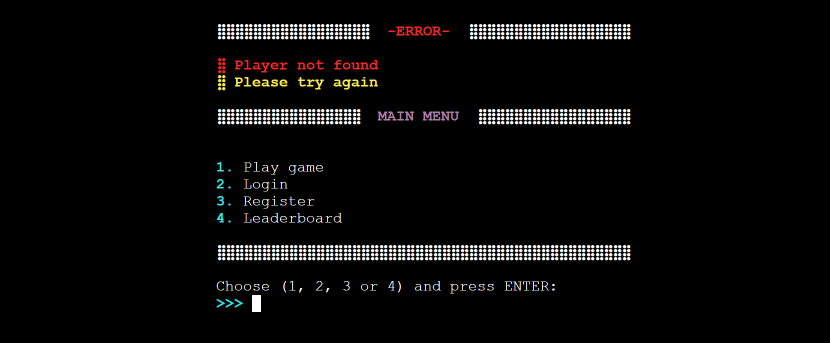 -ERROR-
Player not found
Please try again
MAIN MENU
1. Play game
2. Login
3. Register
4. Leaderboard
Choose (1, 2, 3 or 4) and press ENTER:
>>>